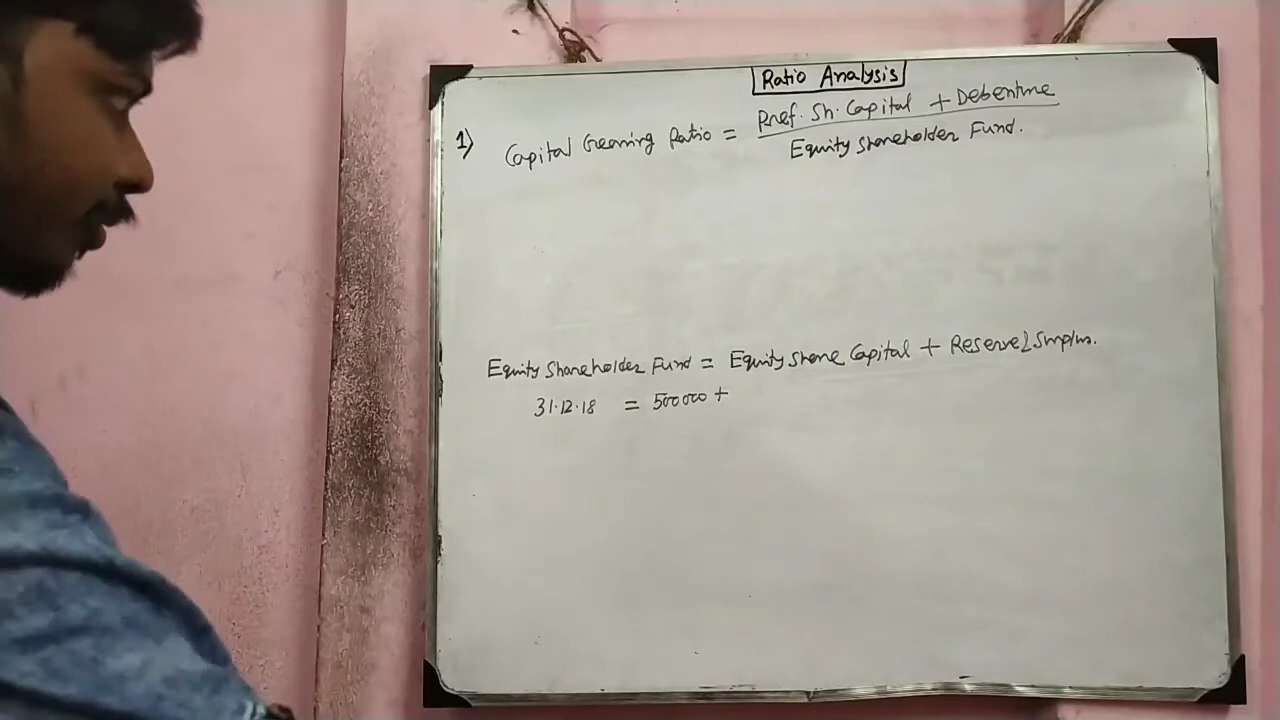 Ratio Analysis
1) Capital Gearing Ratio = Pref. Sh. Capital + Debenture
Equity Shareholder Fund.
Equity Shareholder Fund = Equity Share Capital + Reserve & Surplus.
31.12.18 = 500000 +